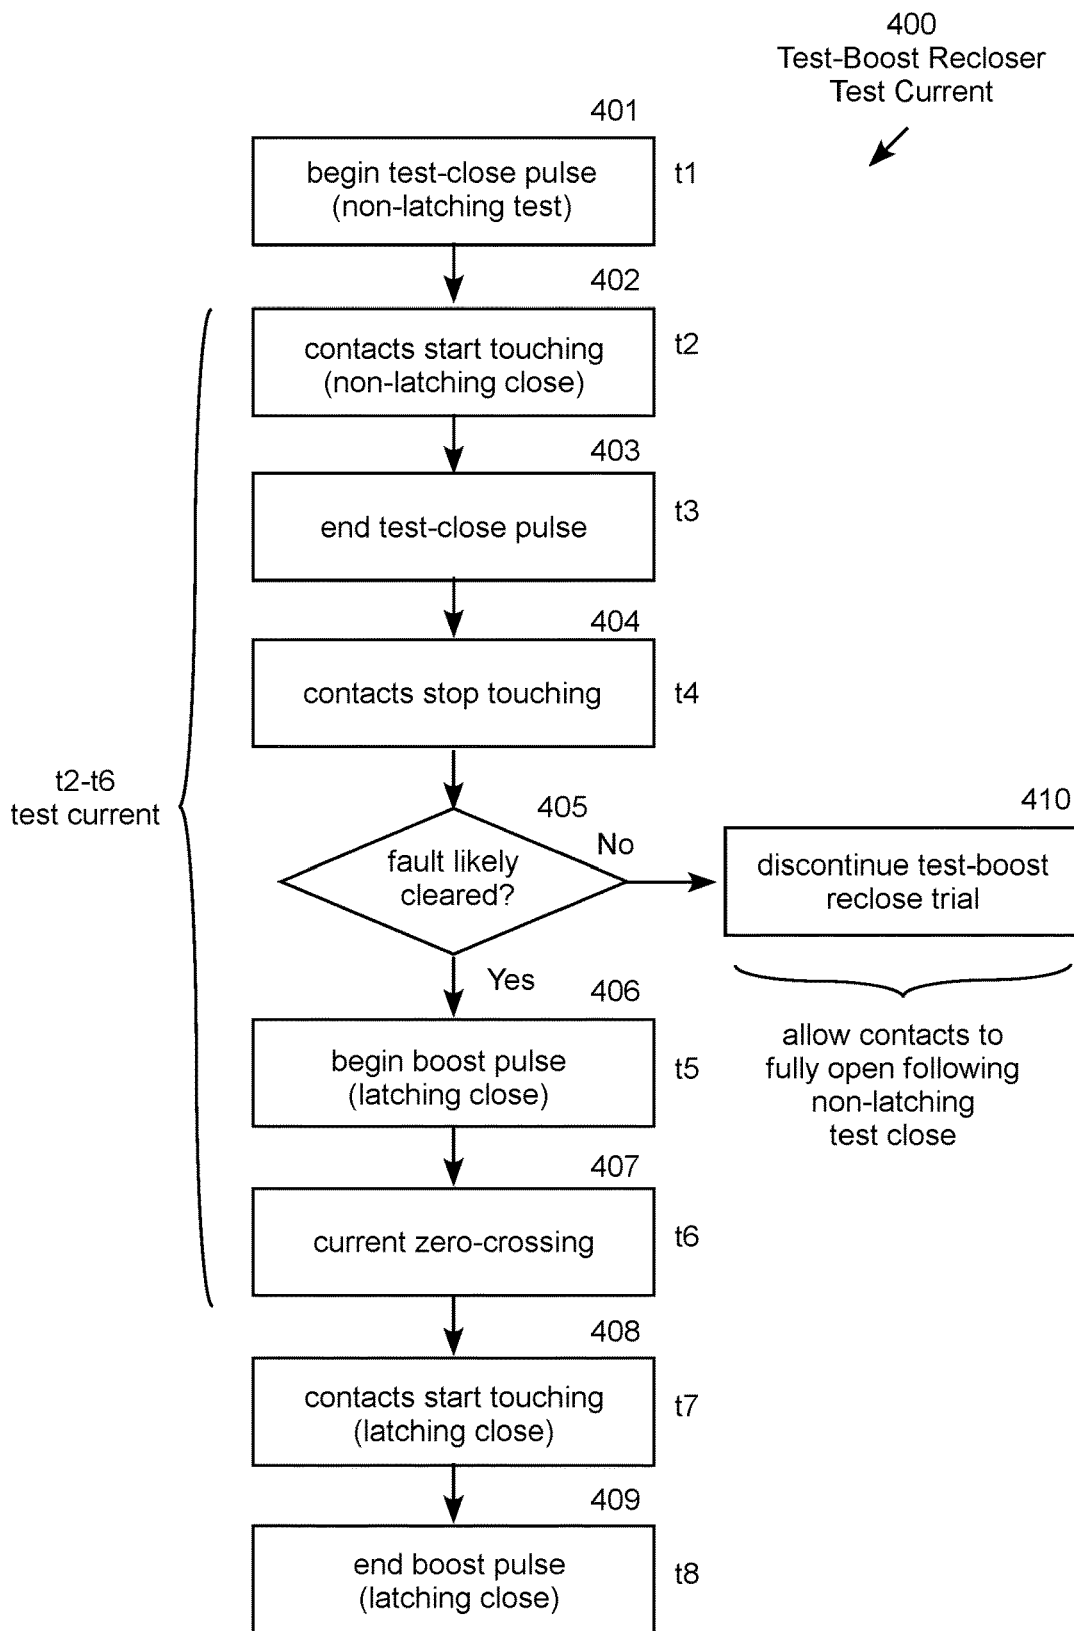 400
Test-Boost Recloser
Test Current
401
begin test-close pulse
(non-latching test)
t1
402
contacts start touching
(non-latching close)
t2
403
end test-close pulse
t3
404
contacts stop touching
t4
t2-t6
test current
405
fault likely
cleared?
No
410
discontinue test-boost
reclose trial
Yes
allow contacts to
fully open following
non-latching
test close
406
begin boost pulse
(latching close)
t5
407
current zero-crossing
t6
408
contacts start touching
(latching close)
t7
409
end boost pulse
(latching close)
t8